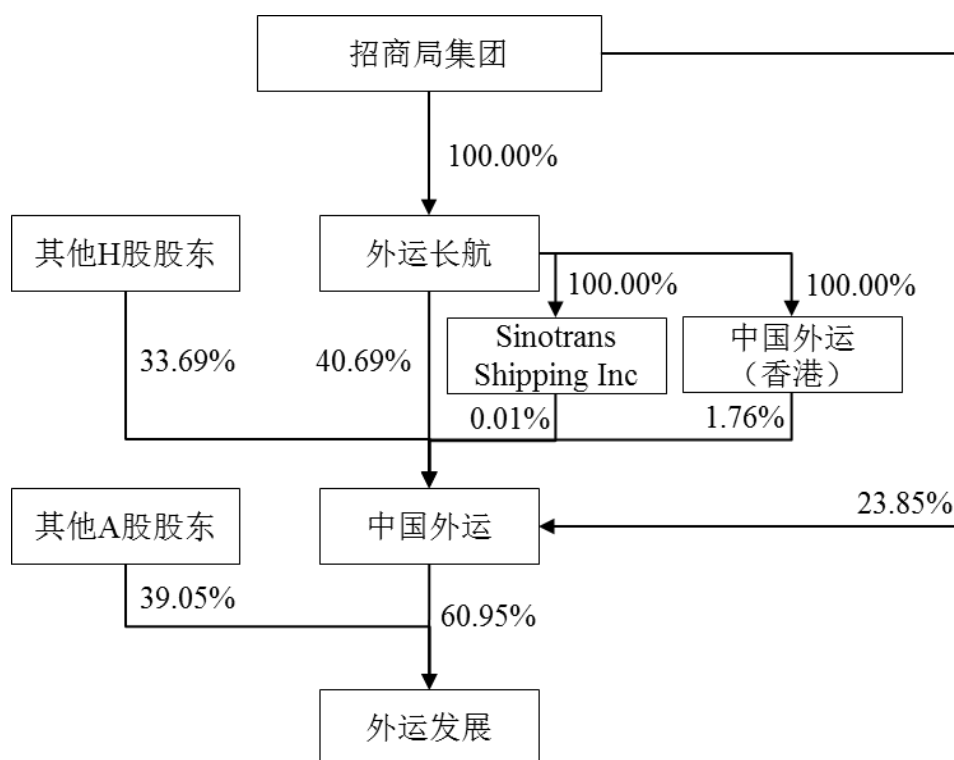 招商局集团
100.00%
其他H股股东
外运长航
100.00%
100.00%
Sinotrans
Shipping Inc
中国外运
（香港）
33.69%
40.69%
0.01%
1.76%
其他A股股东
中国外运
23.85%
39.05%
60.95%
外运发展